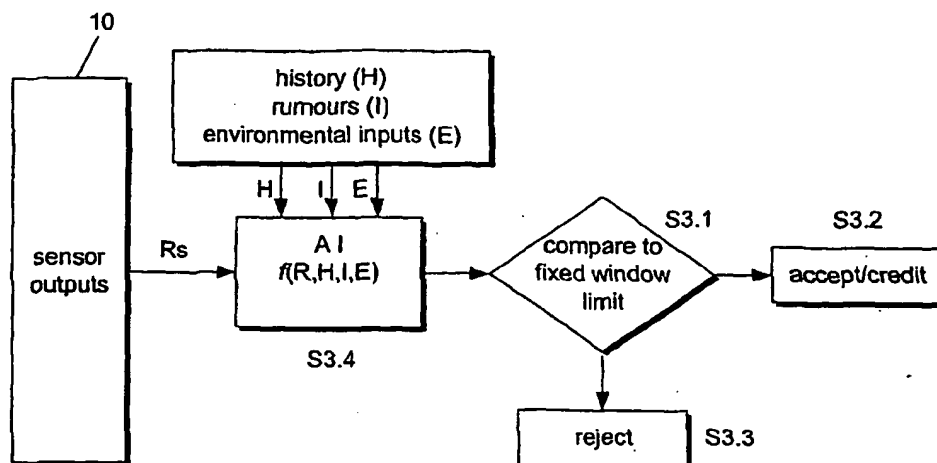 10
history (H)
rumours (I)
environmental inputs (E)
H I E
sensor
outputs
Rs
A I
f(R,H,I,E)
S3.4
compare to
fixed window
limit
S3.1
S3.2
accept/credit
reject
S3.3